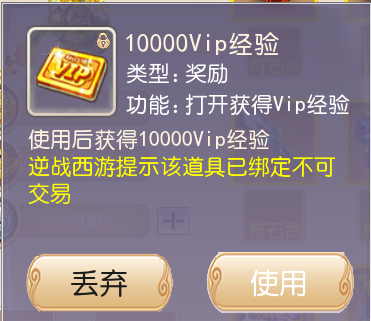 VIP
10000Vip经验
类型：奖励
功能：打开获得Vip经验
使用后获得10000Vip经验
逆战西游提示该道具已绑定不可
交易
丢弃
使用